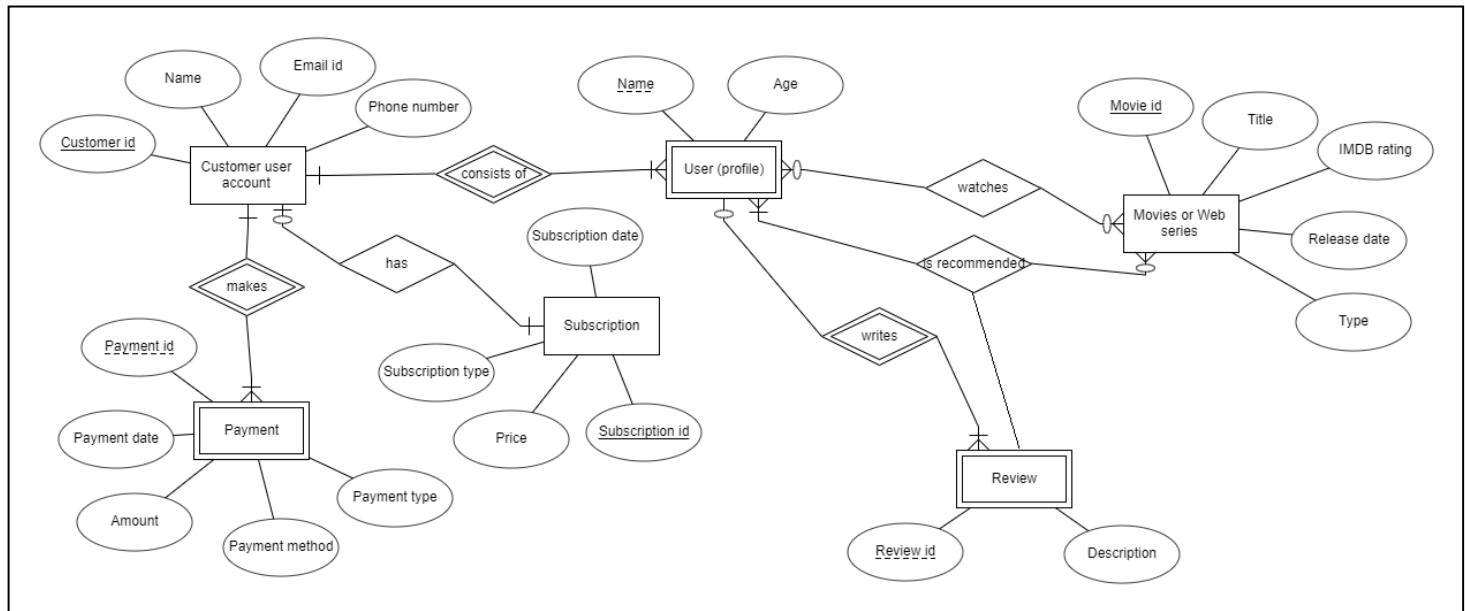 Name
Email id
Phone number
Customer id
Customer user
account
consists of
Name
Age
User (profile)
watches
Movie id
Title
IMDB rating
Movies or Web
series
Release date
Type
is recommended
makes
has
Subscription date
Subscription
Subscription type
Price
Subscription id
writes
Payment id
Payment date
Payment
Amount
Payment method
Payment type
Review
Review id
Description